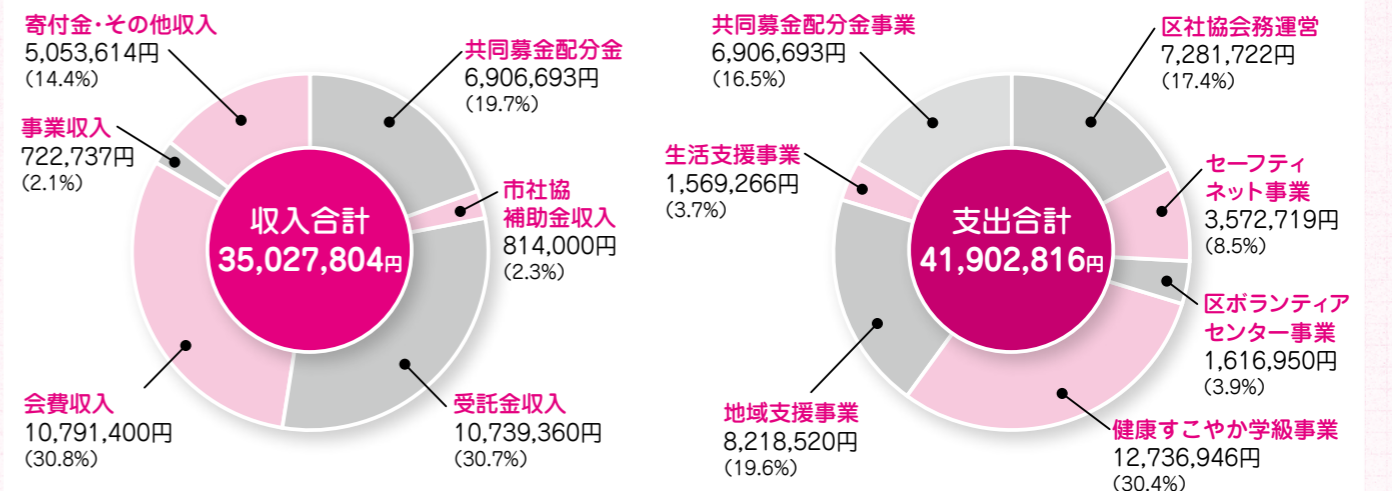 寄付金・その他収入
5,053,614円
（14.4%）
共同募金配分金
6,906,693円
（19.7%）
事業収入
722,737円
（2.1%）
市社協
補助金収入
814,000円
（2.3%）
収入合計
35,027,804円
会費収入
10,791,400円
（30.8%）
受託金収入
10,739,360円
（30.7%）
共同募金配分金事業
6,906,693円
（16.5%）
区社協会務運営
7,281,722円
（17.4%）
生活支援事業
1,569,266円
（3.7%）
セーフティ
ネット事業
3,572,719円
（8.5%）
支出合計
41,902,816円
区ボランティア
センター事業
1,616,950円
（3.9%）
地域支援事業
8,218,520円
（19.6%）
健康すこやか学級事業
12,736,946円
（30.4%）